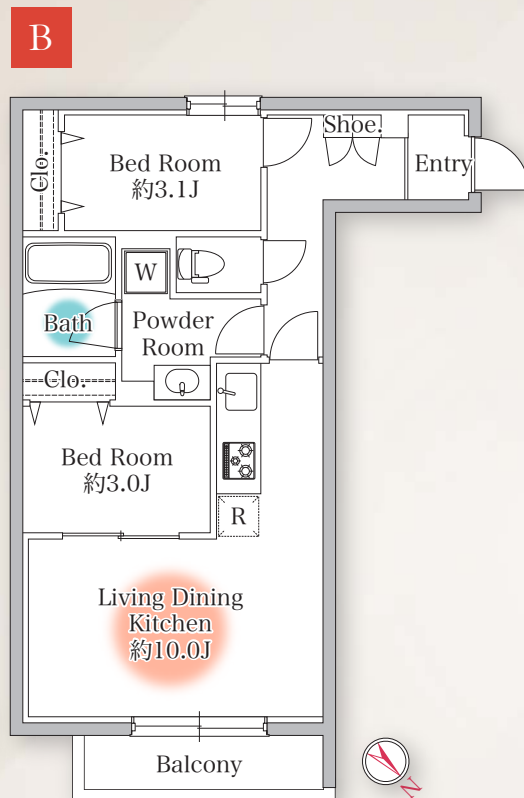 B
Shoe.
Clo.
Bed Room
約3.1J
Entry
W
Bath
Powder
Room
Clo.
Bed Room
約3.0J
R
Living Dining
Kitchen
約10.0J
Balcony
N